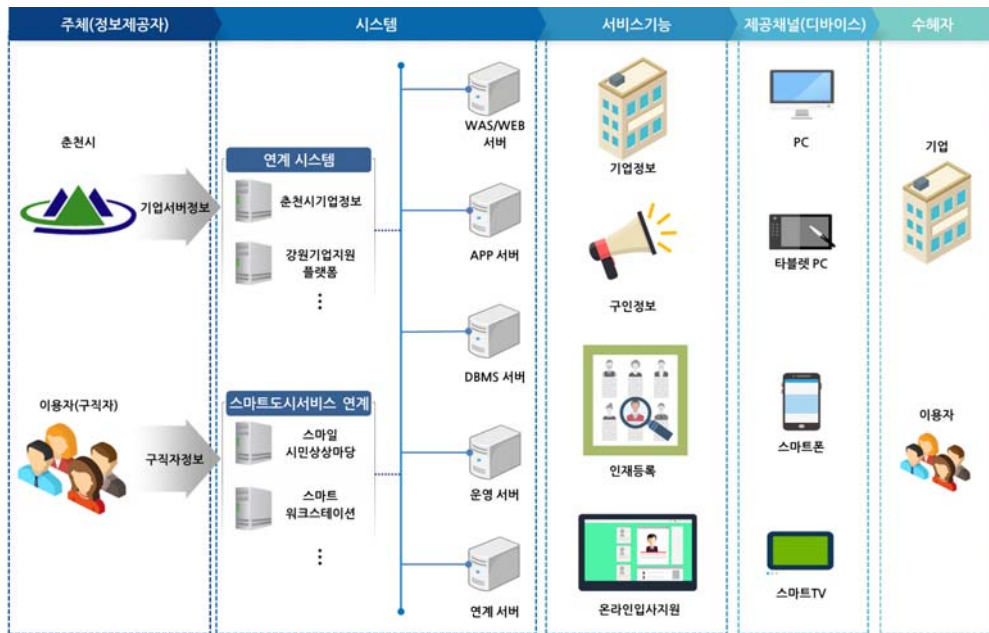 주체(정보제공자)
시스템
서비스기능
제공채널(디바이스)
수혜자
춘천시
기업서버정보
이용자(구직자)
구직자정보
연계 시스템
춘천시기업정보
강원기업지원
플랫폼
스마트도시서비스 연계
스마일
시민상상마당
스마트
워크스테이션
WAS/WEB
서버
APP 서버
DBMS 서버
운영 서버
연계 서버
기업정보
구인정보
인재등록
온라인입사지원
PC
타블렛 PC
스마트폰
스마트TV
기업
이용자